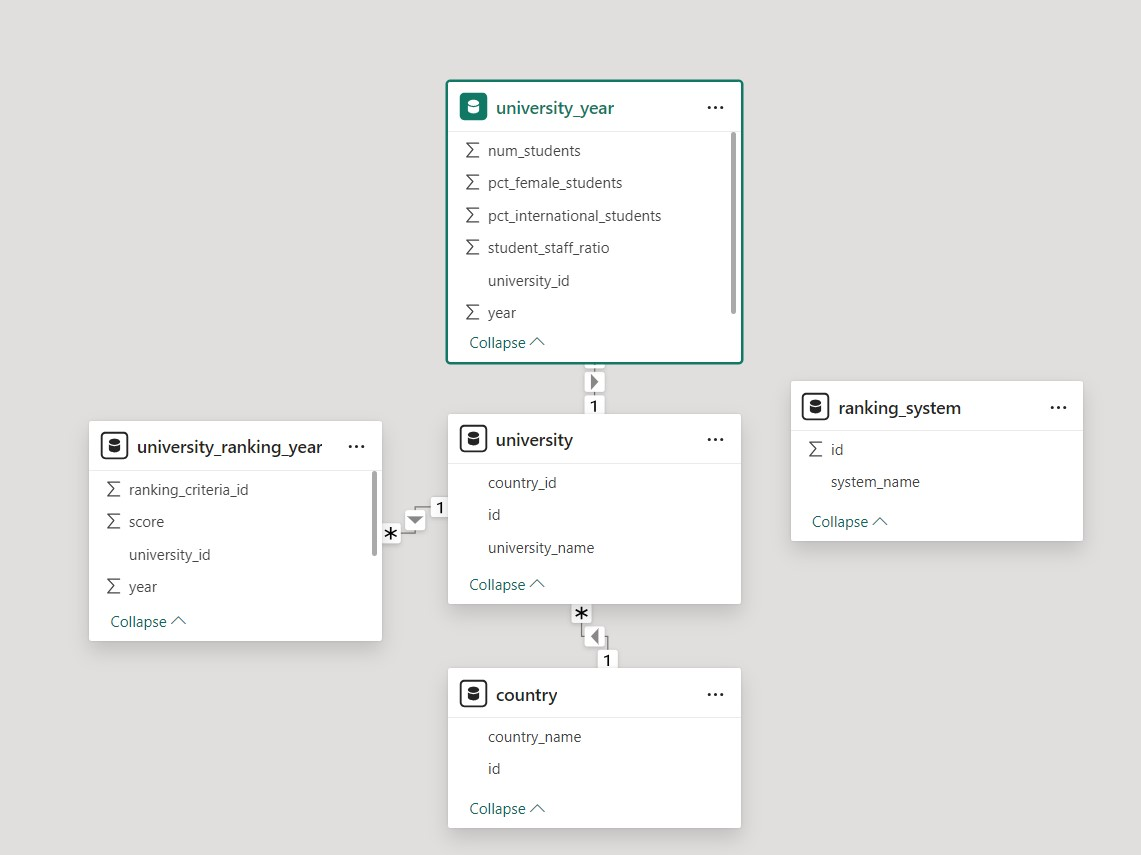 university_year
num_students
pct_female_students
pct_international_students
student_staff_ratio
university_id
year
Collapse
1
university
country_id
id
university_name
Collapse
university_ranking_year
ranking_criteria_id
score
university_id
year
Collapse
*
1
ranking_system
id
system_name
Collapse
*
1
country
country_name
id
Collapse